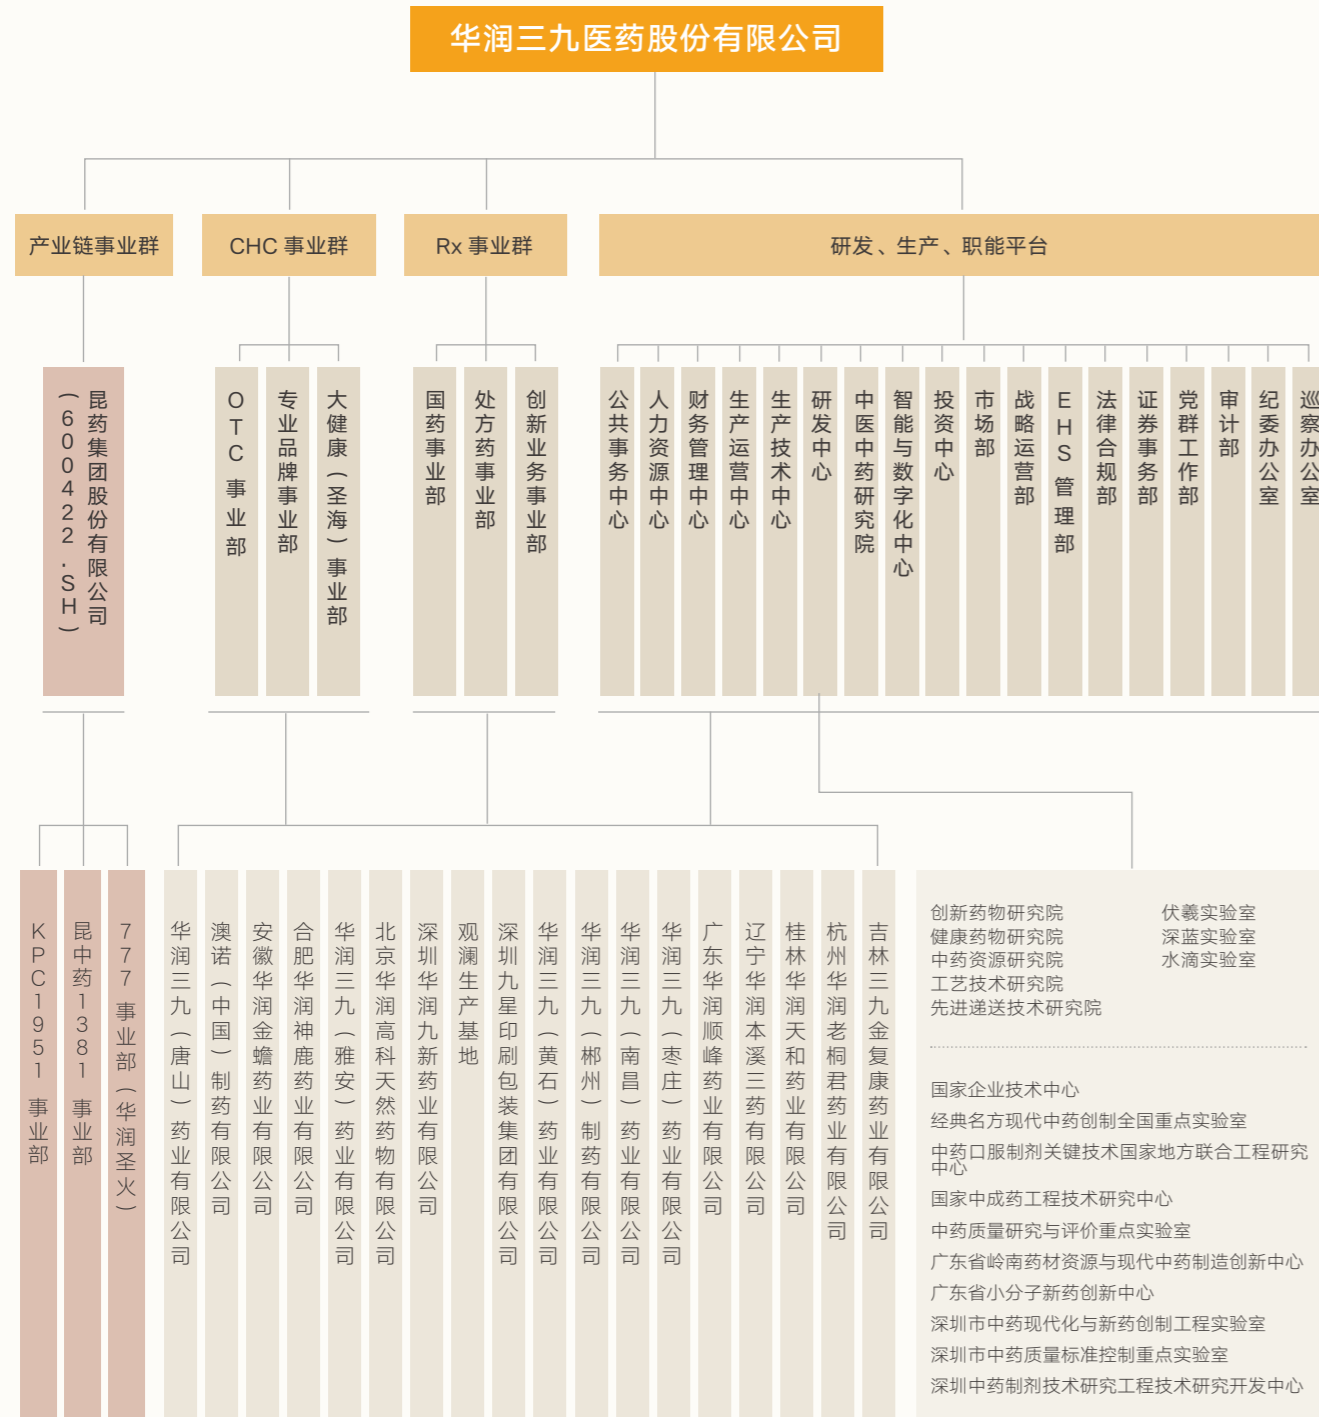 华润三九医药股份有限公司
产业链事业群
CHC 事业群
Rx 事业群
研发、生产、职能平台
昆药集团股份有限公司
(600422.SH)
OTC 事业部
专业品牌事业部
大健康(圣海)事业部
国药事业部
处方药事业部
创新业务事业部
公共事务中心
人力资源中心
财务管理中心
生产运营中心
生产技术中心
研发中心
中医中药研究院
智能与数字化中心
投资中心
市场部
战略运营部
EHS 管理部
法律合规部
证券事务部
党群工作部
审计部
纪委办公室
巡察办公室
KPC1951 事业部
昆中药1381 事业部
777 事业部(华润圣火)
华润三九(唐山)药业有限公司
澳诺(中国)制药有限公司
安徽华润金蟾药业有限公司
合肥华润神鹿药业有限公司
华润三九(雅安)药业有限公司
北京华润高科天然药物有限公司
深圳华润九新药业有限公司
观澜生产基地
深圳九星印刷包装集团有限公司
华润三九(黄石)药业有限公司
华润三九(郴州)制药有限公司
华润三九(南昌)药业有限公司
华润三九(枣庄)药业有限公司
广东华润顺峰药业有限公司
辽宁华润本溪三药有限公司
桂林华润天和药业有限公司
杭州华润老桐君药业有限公司
吉林三九金复康药业有限公司
创新药物研究院
健康药物研究院
中药资源研究院
工艺技术研究院
先进递送技术研究院
伏羲实验室
深蓝实验室
水滴实验室
国家企业技术中心
经典名方现代中药创制全国重点实验室
中药口服制剂关键技术国家地方联合工程研究
中心
国家中成药工程技术研究中心
中药质量研究与评价重点实验室
广东省岭南药材资源与现代中药制造创新中心
广东省小分子新药创新中心
深圳市中药现代化与新药创制工程实验室
深圳市中药质量标准控制重点实验室
深圳中药制剂技术研究工程技术研究开发中心